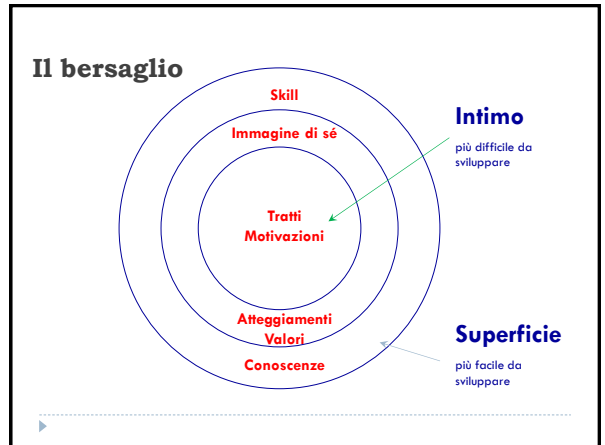 Il bersaglio
Skill
Immagine di sé
Tratti
Motivazioni
Atteggiamenti
Valori
Conoscenze
Intimo
più difficile da
sviluppare
Superficie
più facile da
sviluppare